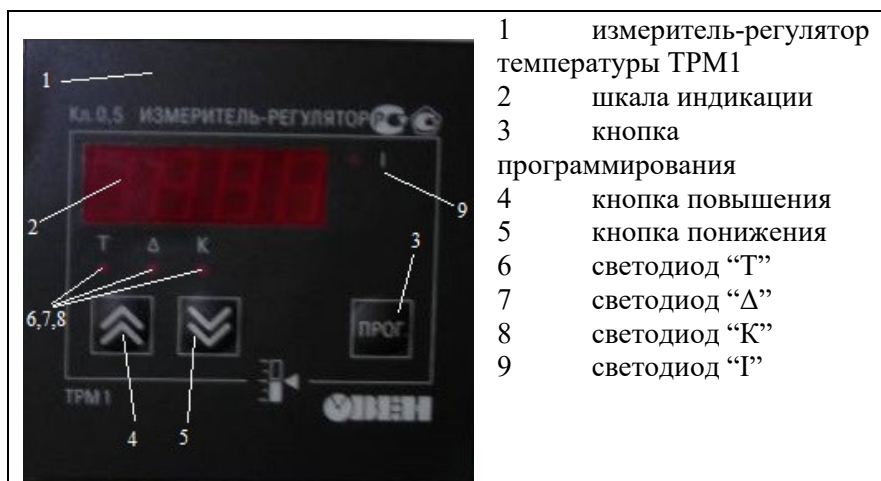 1
Кл.0,5 ИЗМЕРИТЕЛЬ-РЕГУЛЯТОР
I
2
9
T Δ K
3
6,7,8
ПРОГ.
ТРМ1
ОВЕН
4
5
1 измеритель-регулятор
температуры ТРМ1
2 шкала индикации
3 кнопка
программирования
4 кнопка повышения
5 кнопка понижения
6 светодиод “Т”
7 светодиод “Δ”
8 светодиод “К”
9 светодиод “I”